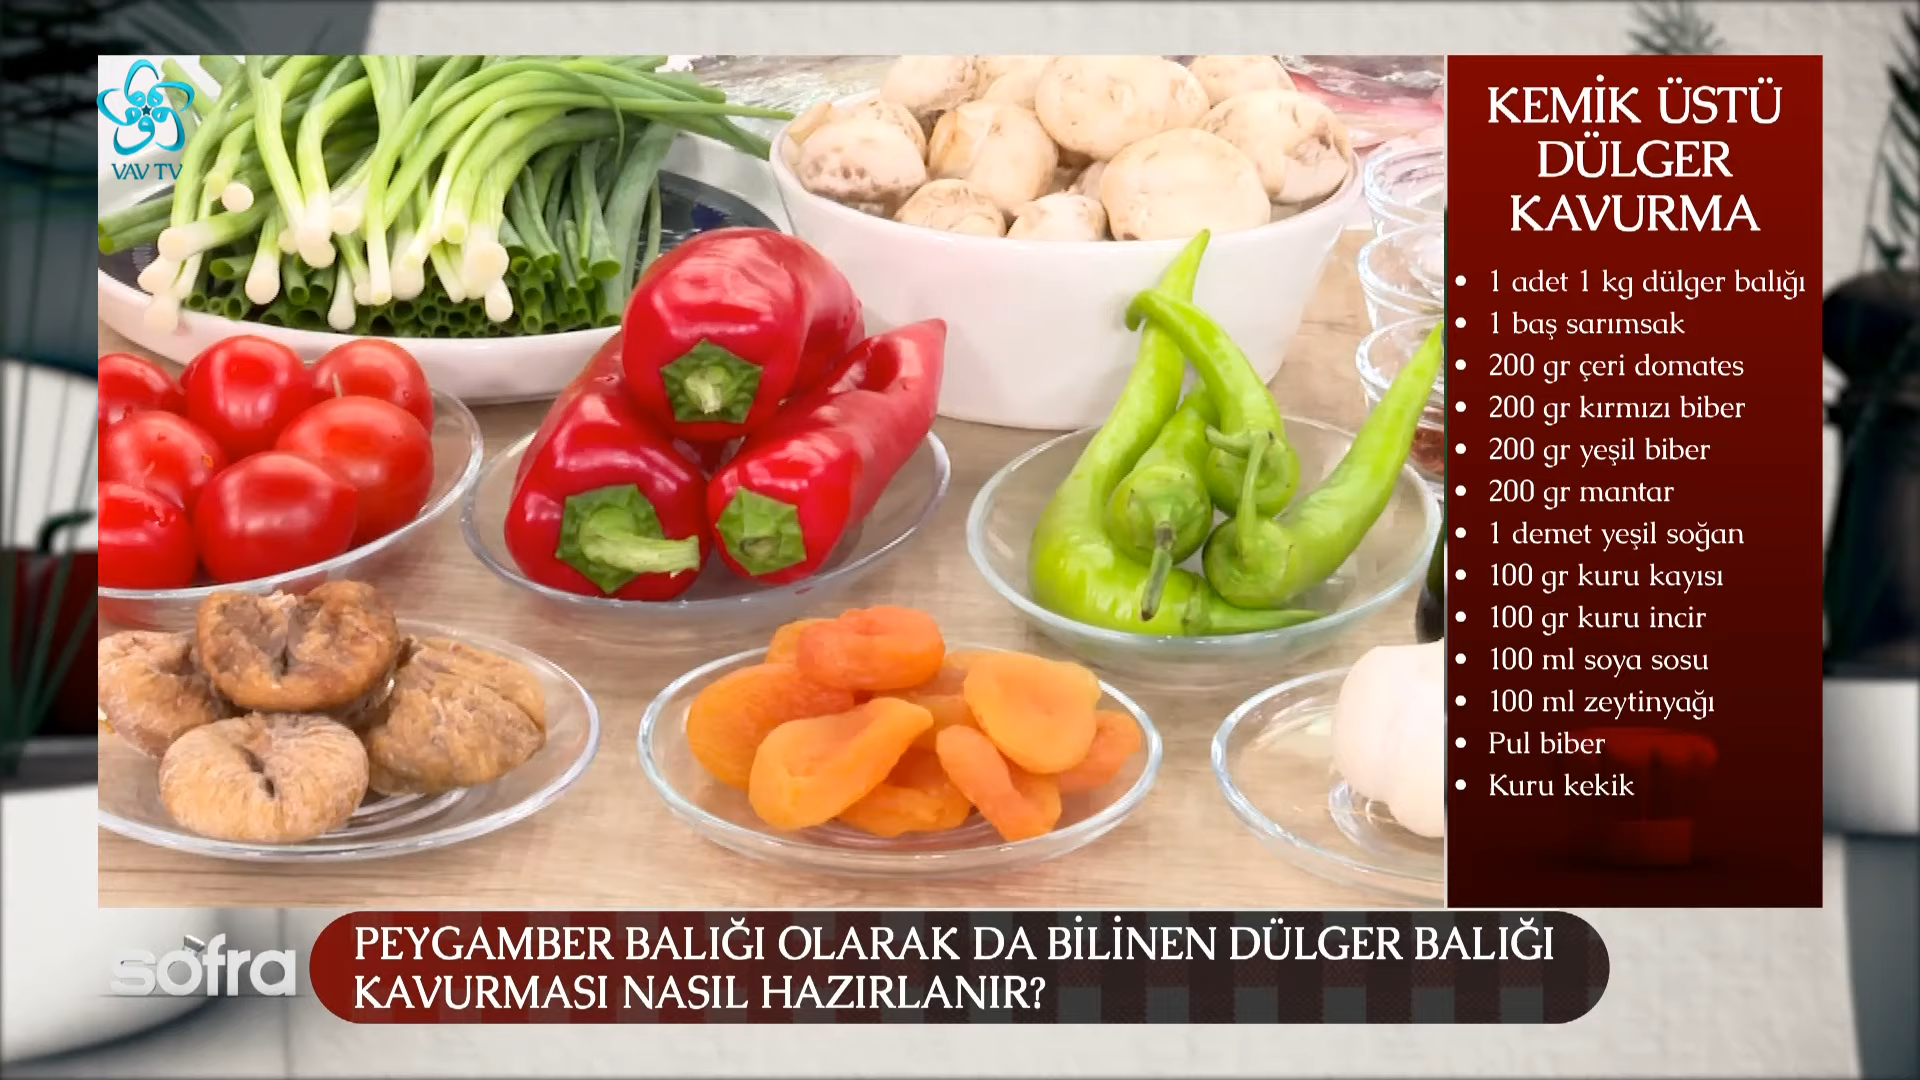 VAV TV
KEMİK ÜSTÜ
DÜLGER
KAVURMA
• 1 adet 1 kg dülger balığı
• 1 baş sarımsak
• 200 gr çeri domates
• 200 gr kırmızı biber
• 200 gr yeşil biber
• 200 gr mantar
• 1 demet yeşil soğan
• 100 gr kuru kayısı
• 100 gr kuru incir
• 100 ml soya sosu
• 100 ml zeytinyağı
• Pul biber
• Kuru kekik
sofra
PEYGAMBER BALIĞI OLARAK DA BİLİNEN DÜLGER BALIĞI
KAVURMASI NASIL HAZIRLANIR?